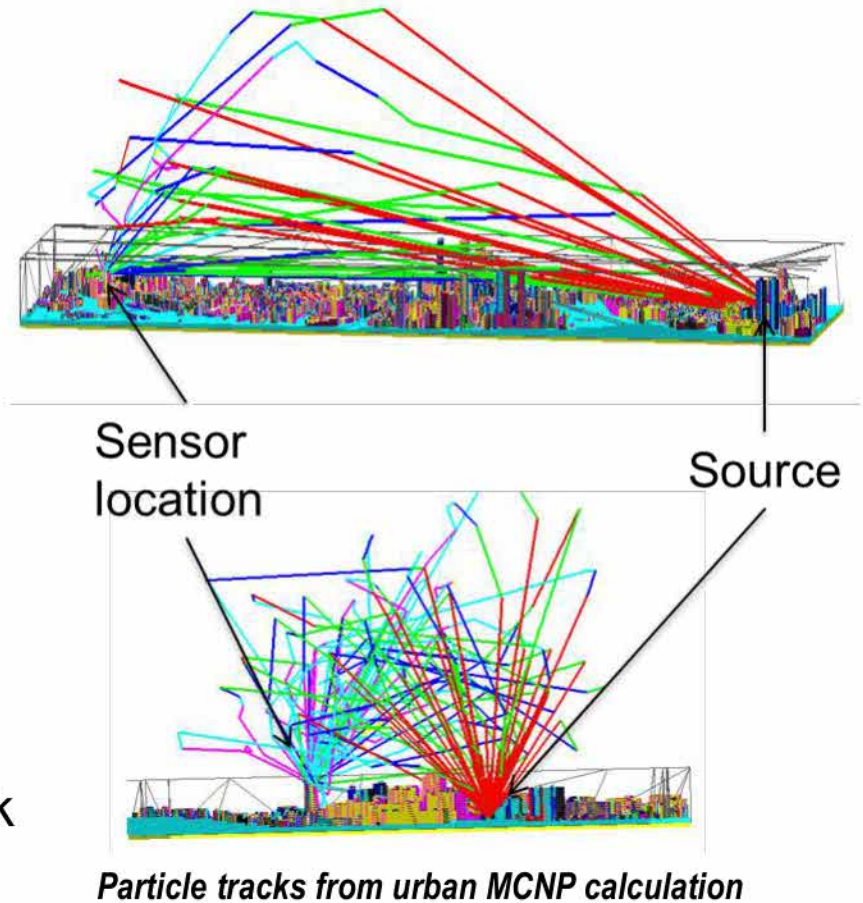 Sensor
location
Source
k
Particle tracks from urban MCNP calculation